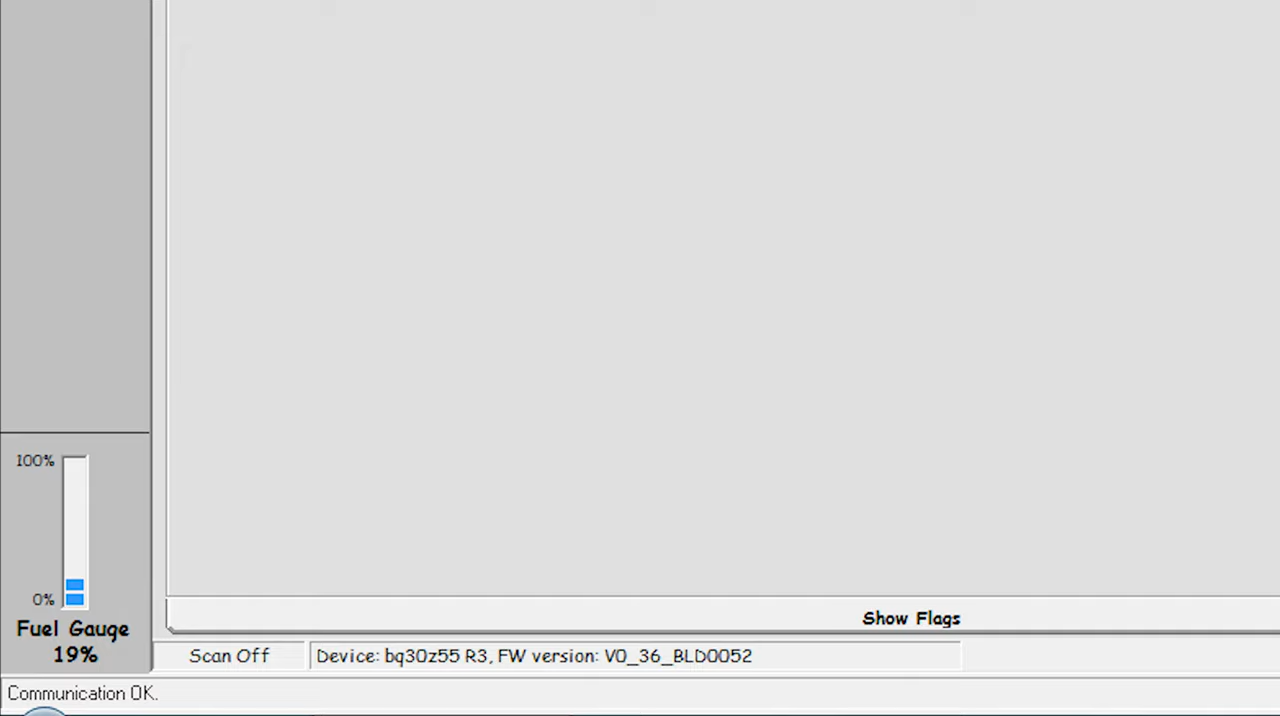 100%
0%
Fuel Gauge
19%
Show Flags
Scan Off
Device: bq30z55 R3, FW version: V0_36_BLD0052
Communication OK.